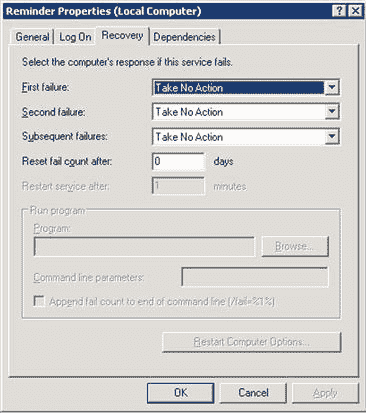 Reminder Properties (Local Computer)
General Log On Recovery Dependencies
Select the computer's response if this service fails.
First failure: Take No Action
Second failure: Take No Action
Subsequent failures: Take No Action
Reset fail count after: 0 days
Restart service after: 1 minutes
Run program
Program:
Browse...
Command line parameters:
Append fail count to end of command line (/fail=%1%)
Restart Computer Options...
OK Cancel Apply